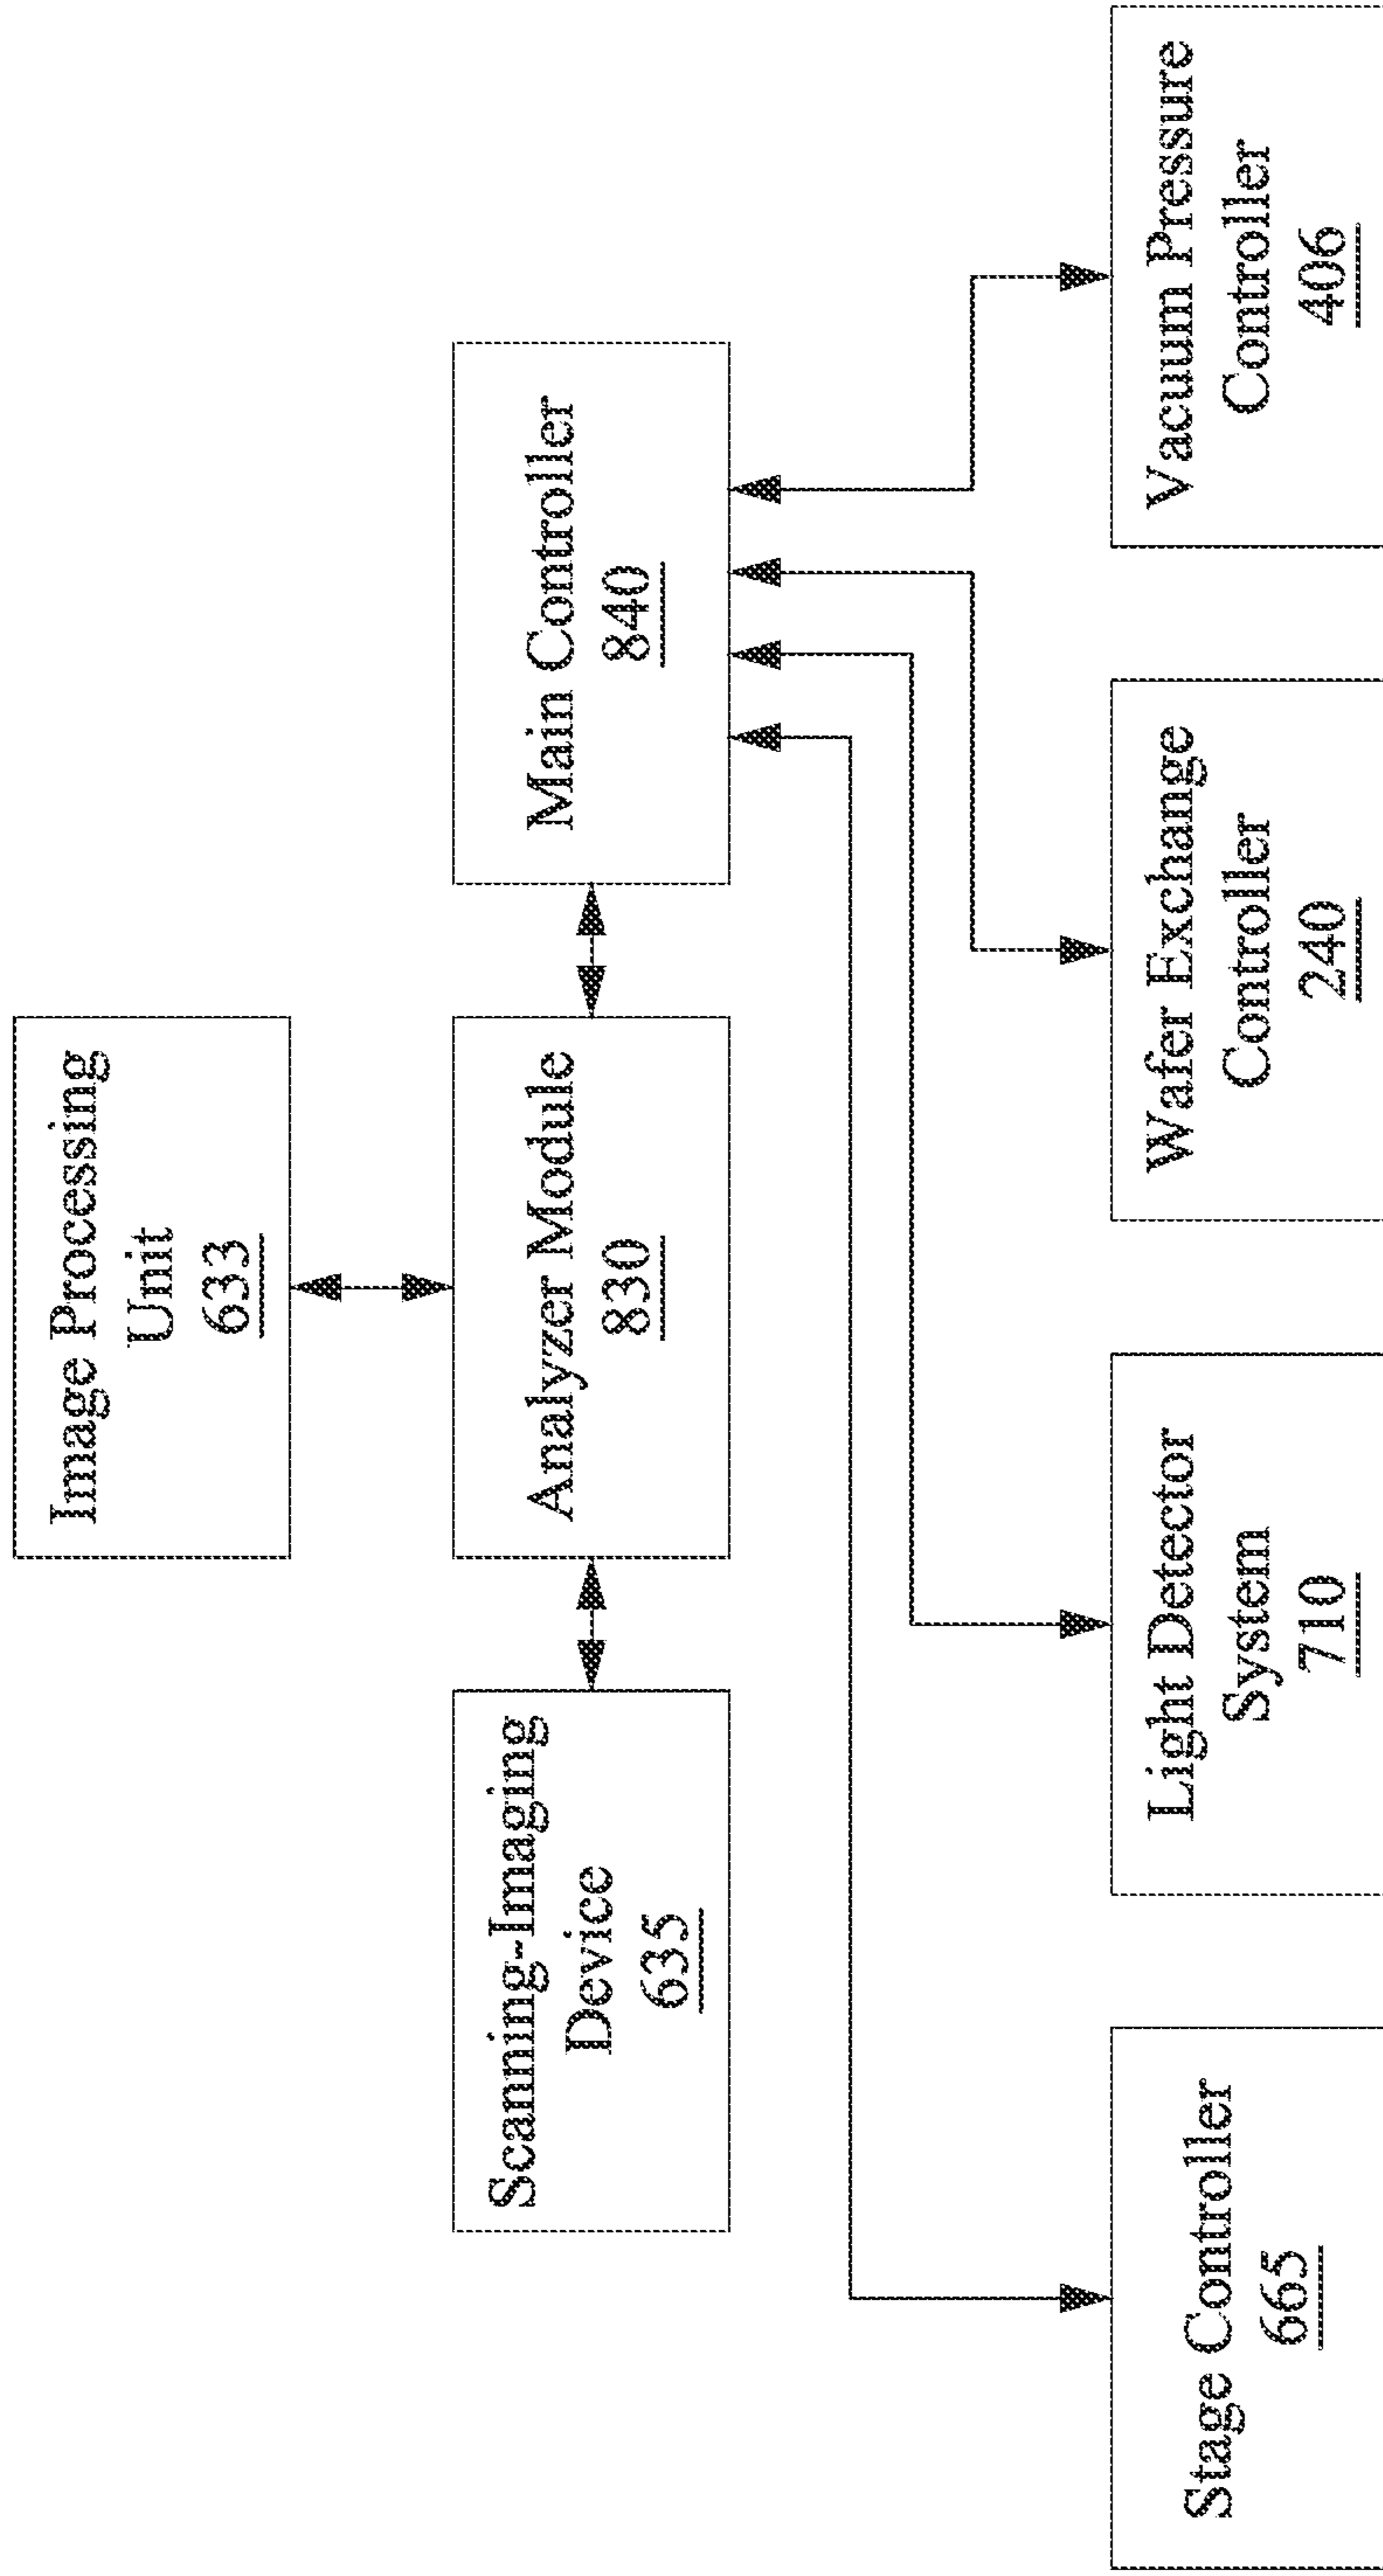 Image Processing
Unit
633
Scanning-Imaging
Device
635
Analyzer Module
830
Main Controller
840
Stage Controller
665
Light Detector
System
710
Wafer Exchange
Controller
240
Vacuum Pressure
Controller
406